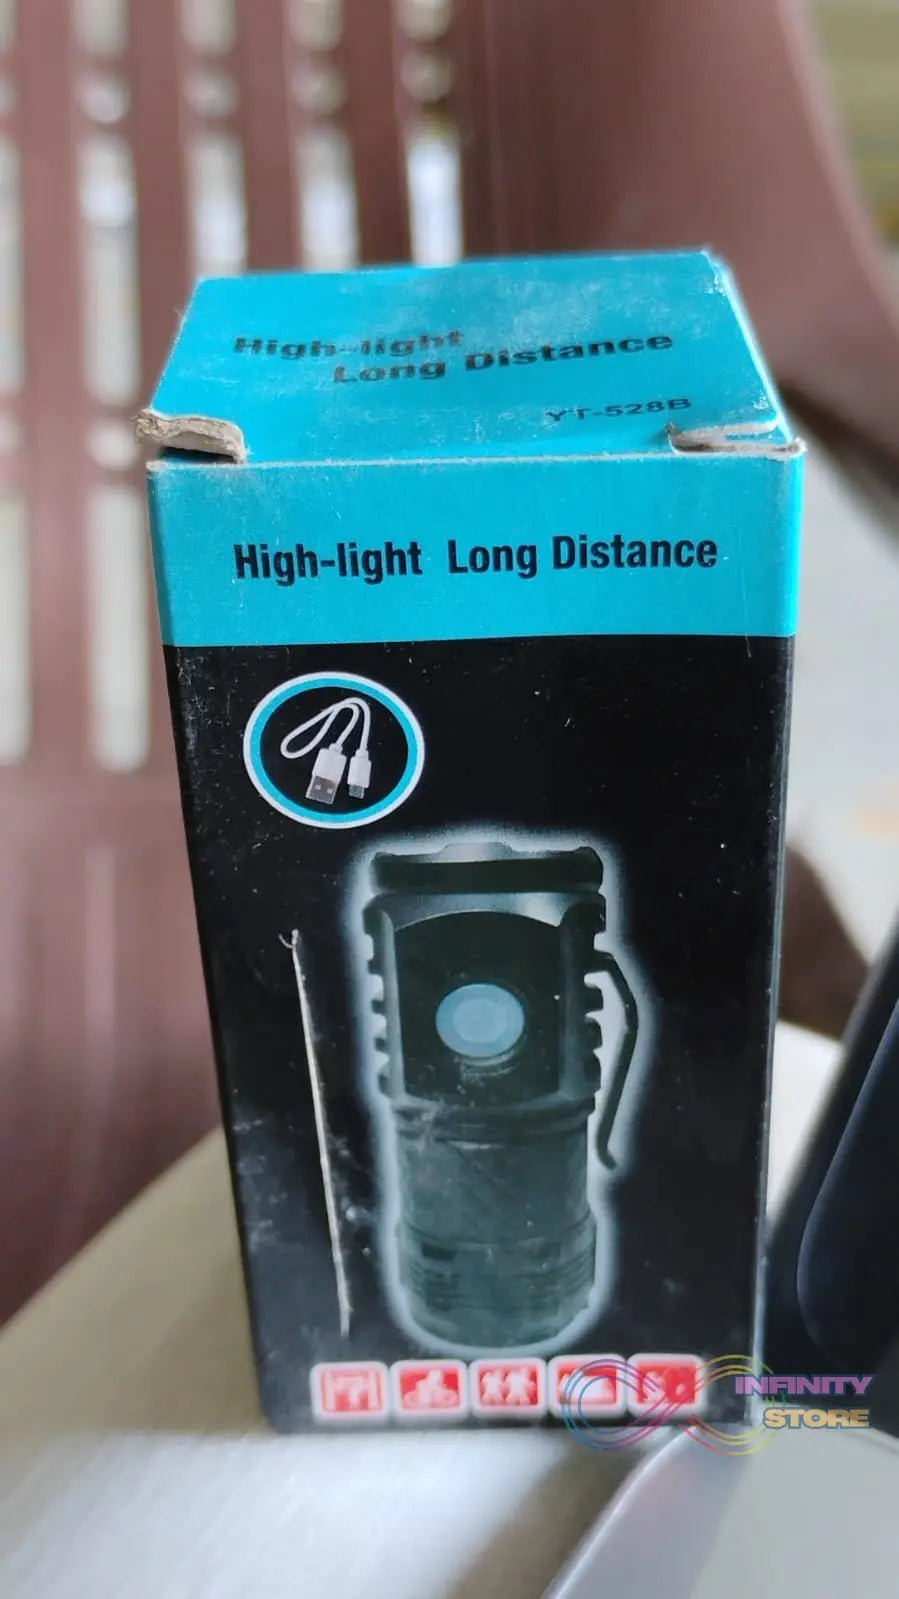 High-light
Long Distance
YT-528B
High-light Long Distance
INFINITY
STORE